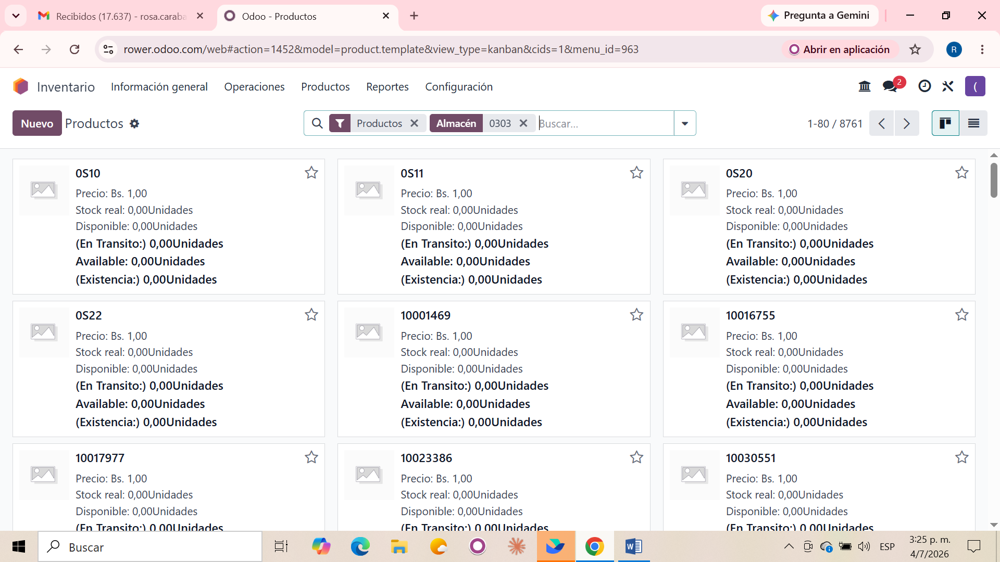 Recibidos (17.637) - rosa.caraba
Odoo - Productos
Pregunta a Gemini
rower.odoo.com/web#action=1452&model=product.template&view_type=kanban&cids=1&menu_id=963
Abrir en aplicación
R
Inventario
Información general
Operaciones
Productos
Reportes
Configuración
2
(
Nuevo
Productos
Productos
Almacén
0303
Buscar...
1-80 / 8761
0S10
Precio: Bs. 1,00
Stock real: 0,00Unidades
Disponible: 0,00Unidades
(En Transito:) 0,00Unidades
Available: 0,00Unidades
(Existencia:) 0,00Unidades
0S11
Precio: Bs. 1,00
Stock real: 0,00Unidades
Disponible: 0,00Unidades
(En Transito:) 0,00Unidades
Available: 0,00Unidades
(Existencia:) 0,00Unidades
0S20
Precio: Bs. 1,00
Stock real: 0,00Unidades
Disponible: 0,00Unidades
(En Transito:) 0,00Unidades
Available: 0,00Unidades
(Existencia:) 0,00Unidades
0S22
Precio: Bs. 1,00
Stock real: 0,00Unidades
Disponible: 0,00Unidades
(En Transito:) 0,00Unidades
Available: 0,00Unidades
(Existencia:) 0,00Unidades
10001469
Precio: Bs. 1,00
Stock real: 0,00Unidades
Disponible: 0,00Unidades
(En Transito:) 0,00Unidades
Available: 0,00Unidades
(Existencia:) 0,00Unidades
10016755
Precio: Bs. 1,00
Stock real: 0,00Unidades
Disponible: 0,00Unidades
(En Transito:) 0,00Unidades
Available: 0,00Unidades
(Existencia:) 0,00Unidades
10017977
Precio: Bs. 1,00
Stock real: 0,00Unidades
Disponible: 0,00Unidades
(En Transito:) 0,00Unidades
10023386
Precio: Bs. 1,00
Stock real: 0,00Unidades
Disponible: 0,00Unidades
(En Transito:) 0,00Unidades
10030551
Precio: Bs. 1,00
Stock real: 0,00Unidades
Disponible: 0,00Unidades
(En Transito:) 0,00Unidades
Buscar
ESP
3:25 p. m.
4/7/2026